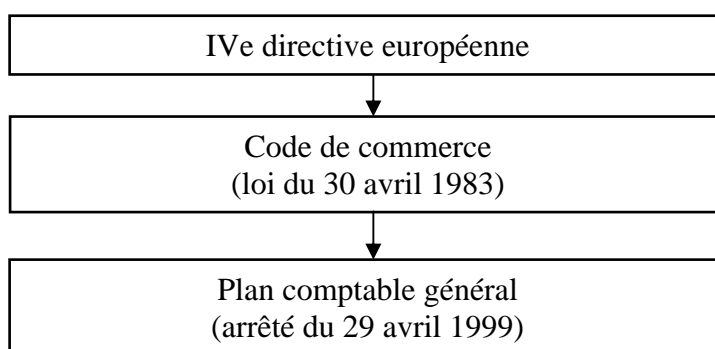 IVe directive européenne
Code de commerce
(loi du 30 avril 1983)
Plan comptable général
(arrêté du 29 avril 1999)